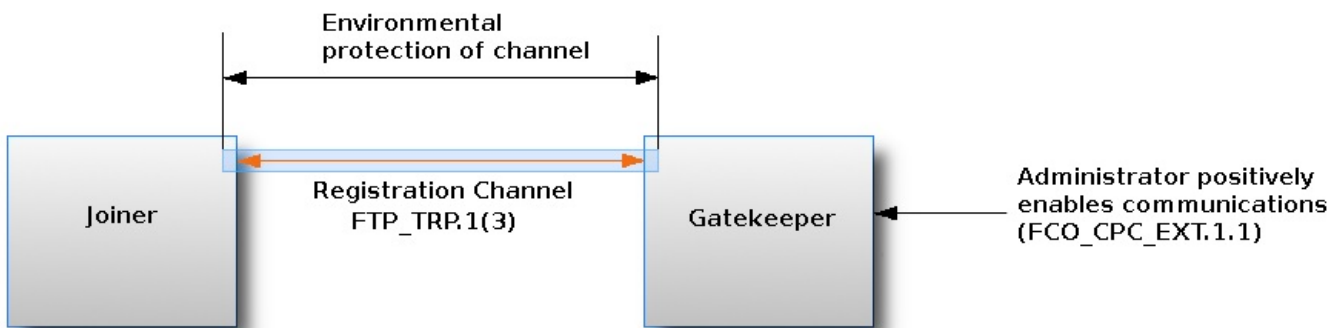 Environmental
protection of channel
Joiner
Registration Channel
FTP_TRP.1(3)
Gatekeeper
Administrator positively
enables communications
(FCO_CPC_EXT.1.1)